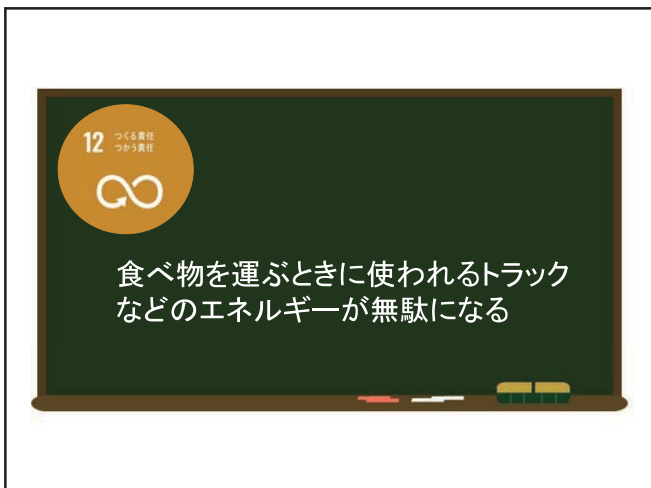 12
つくる責任
つかう責任
食べ物を運ぶときに使われるトラック
などのエネルギーが無駄になる